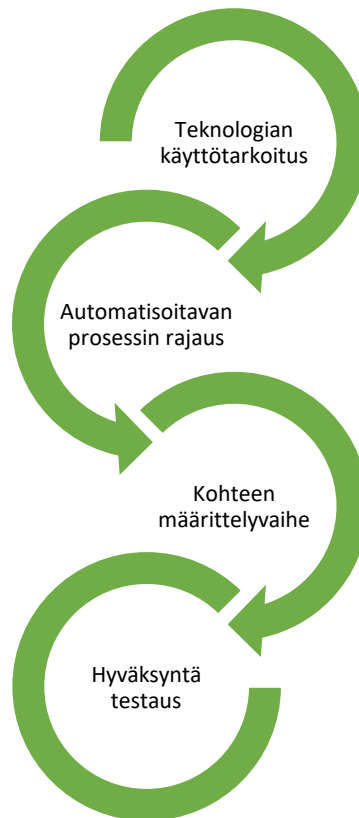 Teknologian
käyttötarkoitus
Automatisoitavan
prosessin rajaus
Kohteen
määrittelyvaihe
Hyväksyntä
testaus